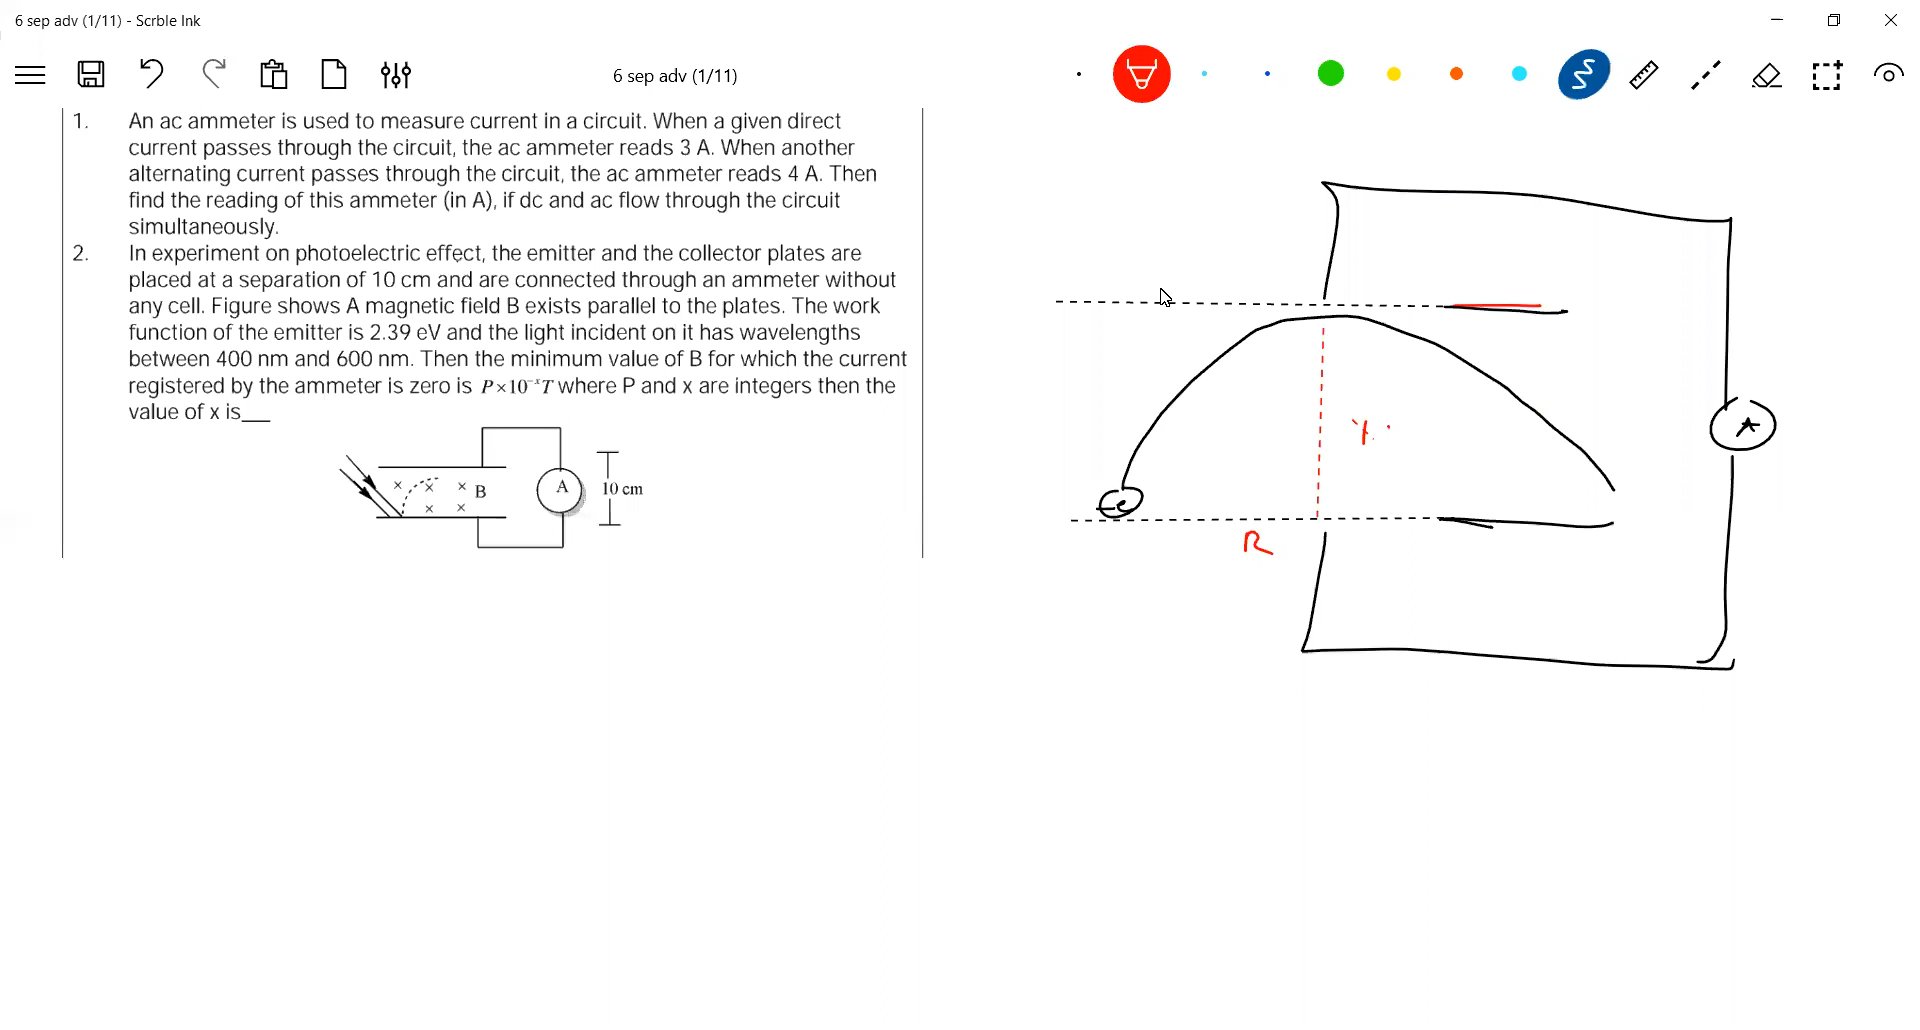 6 sep adv (1/11) - Scrble Ink
6 sep adv (1/11)
1. An ac ammeter is used to measure current in a circuit. When a given direct
current passes through the circuit, the ac ammeter reads 3 A. When another
alternating current passes through the circuit, the ac ammeter reads 4 A. Then
find the reading of this ammeter (in A), if dc and ac flow through the circuit
simultaneously.
2. In experiment on photoelectric effect, the emitter and the collector plates are
placed at a separation of 10 cm and are connected through an ammeter without
any cell. Figure shows A magnetic field B exists parallel to the plates. The work
function of the emitter is 2.39 eV and the light incident on it has wavelengths
between 400 nm and 600 nm. Then the minimum value of B for which the current
registered by the ammeter is zero is P×10⁻ˣT where P and x are integers then the
value of x is__
× × × B
× ×
A
10 cm
A
e
R